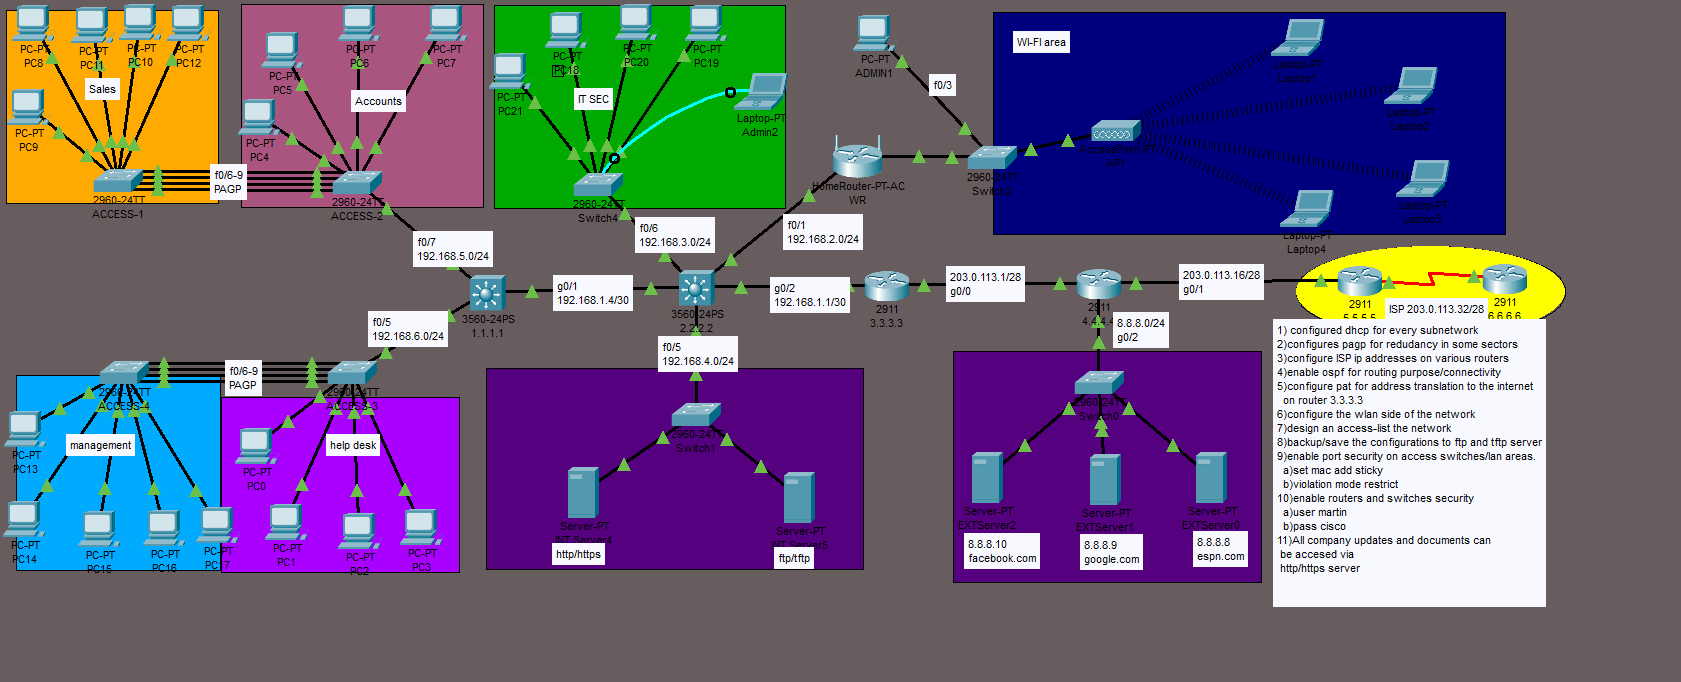 PC-PT
PC8
PC-PT
PC11
PC-PT
PC10
PC-PT
PC12
Sales
PC-PT
PC9
2960-24TT
ACCESS-1
f0/6-9
PAGP
PC-PT
PC5
PC-PT
PC6
PC-PT
PC7
Accounts
PC-PT
PC4
2960-24TT
ACCESS-2
PC-PT
PC18
PC-PT
PC20
PC-PT
PC19
PC-PT
PC21
IT SEC
Laptop-PT
Admin2
2960-24TT
Switch4
PC-PT
ADMIN1
f0/3
HomeRouter-PT-AC
WR
2960-24TT
Switch2
WI-FI area
AP1
Laptop-PT
Laptop-PT
Laptop2
Laptop-PT
Laptop-PT
Laptop4
f0/7
192.168.5.0/24
f0/6
192.168.3.0/24
f0/1
192.168.2.0/24
3560-24PS
1.1.1.1
g0/1
192.168.1.4/30
3560-24PS
2.2.2.2
g0/2
192.168.1.1/30
2911
3.3.3.3
203.0.113.1/28
g0/0
2911
4.4.4.4
203.0.113.16/28
g0/1
2911
5.5.5.5
2911
6.6.6.6
ISP 203.0.113.32/28
f0/5
192.168.6.0/24
f0/5
192.168.4.0/24
8.8.8.0/24
g0/2
2960-24TT
ACCESS-4
f0/6-9
PAGP
2960-24TT
ACCESS-3
PC-PT
PC13
management
PC-PT
PC14
PC-PT
PC15
PC-PT
PC16
PC-PT
PC17
help desk
PC-PT
PC0
PC-PT
PC1
PC-PT
PC2
PC-PT
PC3
2960-24TT
Switch1
Server-PT
INT Server4
http/https
Server-PT
INT Server5
ftp/tftp
2960-24TT
Switch0
Server-PT
EXTServer2
8.8.8.10
facebook.com
Server-PT
EXTServer1
8.8.8.9
google.com
Server-PT
EXTServer0
8.8.8.8
espn.com
1) configured dhcp for every subnetwork
2)configures pagp for redudancy in some sectors
3)configure ISP ip addresses on various routers
4)enable ospf for routing purpose/connectivity
5)configure pat for address translation to the internet
on router 3.3.3.3
6)configure the wlan side of the network
7)design an access-list the network
8)backup/save the configurations to ftp and tftp server
9)enable port security on access switches/lan areas.
a)set mac add sticky
b)violation mode restrict
10)enable routers and switches security
a)user martin
b)pass cisco
11)All company updates and documents can
be accesed via
http/https server